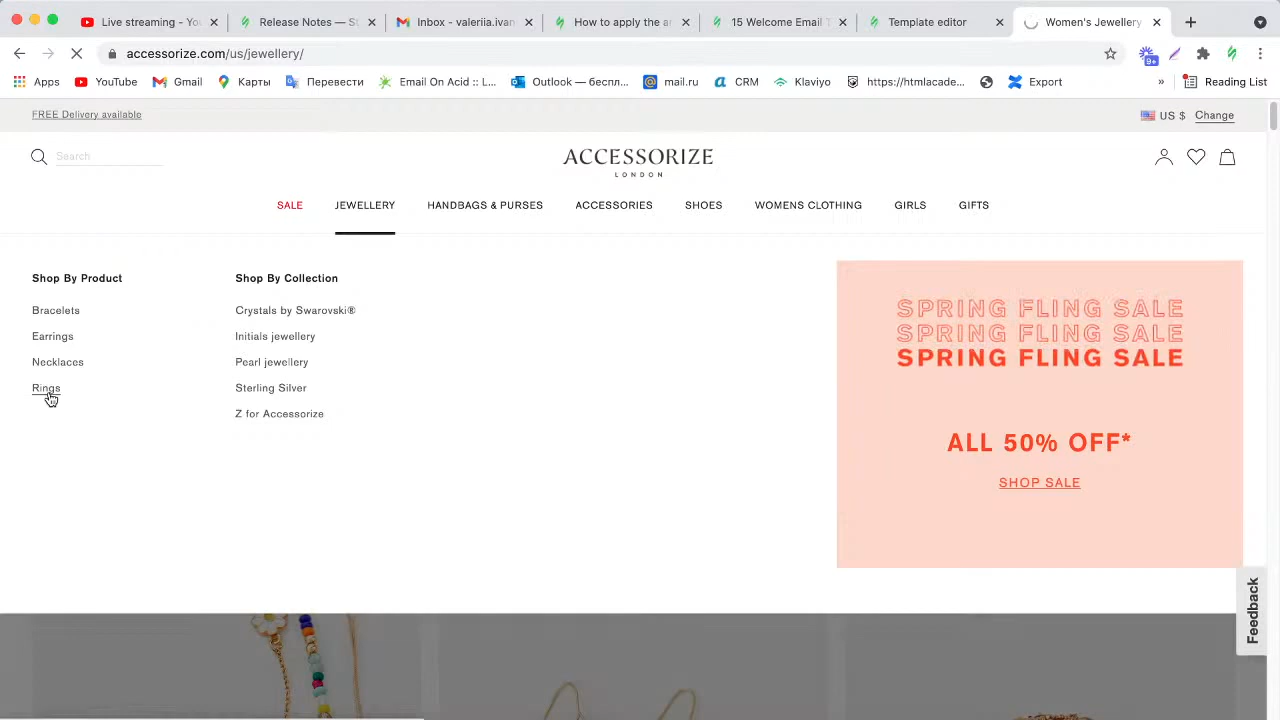 Live streaming - You
Release Notes — S
Inbox - valeriia.ivan
How to apply the a
15 Welcome Email T
Template editor
Women's Jewellery
accessorize.com/us/jewellery/
9+
Apps
YouTube
Gmail
Карты
Перевести
Email On Acid :: L...
Outlook — беспл...
mail.ru
CRM
Klaviyo
https://htmlacade...
Export
»
Reading List
FREE Delivery available
US $ Change
Search
ACCESSORIZE
LONDON
SALE
JEWELLERY
HANDBAGS & PURSES
ACCESSORIES
SHOES
WOMENS CLOTHING
GIRLS
GIFTS
Shop By Product
Bracelets
Earrings
Necklaces
Rings
Shop By Collection
Crystals by Swarovski®
Initials jewellery
Pearl jewellery
Sterling Silver
Z for Accessorize
SPRING FLING SALE
SPRING FLING SALE
SPRING FLING SALE
ALL 50% OFF*
SHOP SALE
Feedback